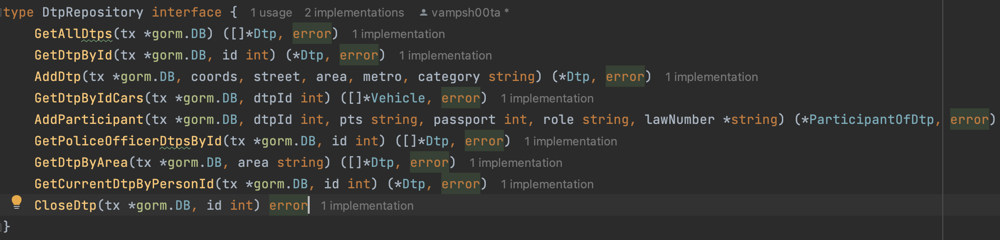 type DtpRepository interface { 1 usage 2 implementations vampsh00ta *
GetAllDtps(tx *gorm.DB) ([]*Dtp, error) 1 implementation
GetDtpById(tx *gorm.DB, id int) (*Dtp, error) 1 implementation
AddDtp(tx *gorm.DB, coords, street, area, metro, category string) (*Dtp, error) 1 implementation
GetDtpByIdCars(tx *gorm.DB, dtpId int) ([]*Vehicle, error) 1 implementation
AddParticipant(tx *gorm.DB, dtpId int, pts string, passport int, role string, lawNumber *string) (*ParticipantOfDtp, error)
GetPoliceOfficerDtpsById(tx *gorm.DB, id int) ([]*Dtp, error) 1 implementation
GetDtpByArea(tx *gorm.DB, area string) ([]*Dtp, error) 1 implementation
GetCurrentDtpByPersonId(tx *gorm.DB, id int) (*Dtp, error) 1 implementation
CloseDtp(tx *gorm.DB, id int) error 1 implementation
}